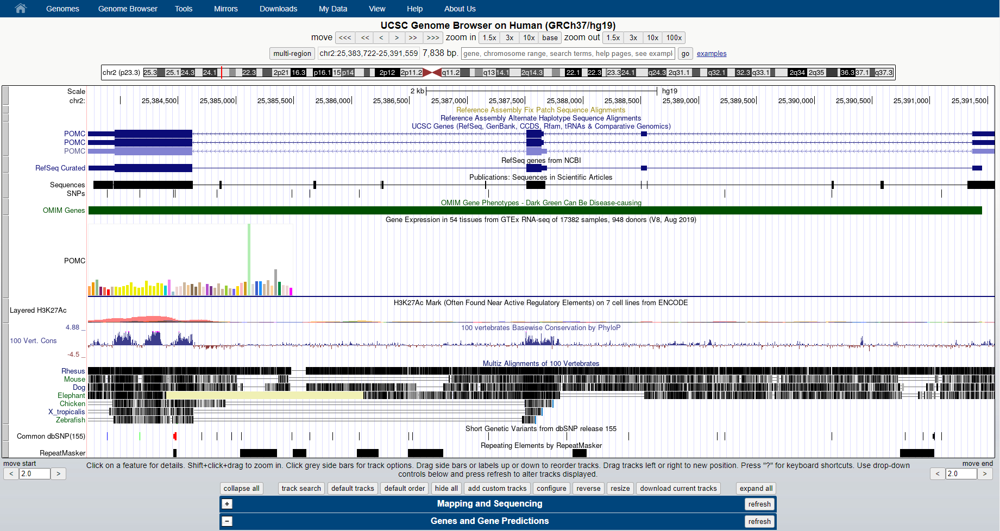 Genomes Genome Browser Tools Mirrors Downloads My Data View Help About Us
UCSC Genome Browser on Human (GRCh37/hg19)
move <<< << < > >> >>> zoom in 1.5x 3x 10x base zoom out 1.5x 3x 10x 100x
multi-region chr2:25,383,722-25,391,559 7,838 bp. gene, chromosome range, search terms, help pages, see exampl go examples
chr2 (p23.3) 25.3 25.1 24.3 24.1 22.3 2p21 16.3 p16.1 15 p14 2p12 2p11.2 q11.2 q13 14.1 2q14.3 22.1 22.3 23.3 24.1 q24.3 2q31.1 q32.1 32.3 q33.1 2q34 2q35 36.3 37.1 q37.3
Scale 2 kb hg19
chr2: 25,384,500 25,385,000 25,385,500 25,386,000 25,386,500 25,387,000 25,387,500 25,388,000 25,388,500 25,389,000 25,389,500 25,390,000 25,390,500 25,391,000 25,391,500
Reference Assembly Fix Patch Sequence Alignments
Reference Assembly Alternate Haplotype Sequence Alignments
UCSC Genes (RefSeq, GenBank, CCDS, Rfam, tRNAs & Comparative Genomics)
POMC
POMC
POMC
RefSeq genes from NCBI
RefSeq Curated
Publications: Sequences in Scientific Articles
Sequences
SNPs
OMIM Gene Phenotypes - Dark Green Can Be Disease-causing
OMIM Genes
Gene Expression in 54 tissues from GTEx RNA-seq of 17382 samples, 948 donors (V8, Aug 2019)
POMC
H3K27Ac Mark (Often Found Near Active Regulatory Elements) on 7 cell lines from ENCODE
Layered H3K27Ac
4.88 _ 100 vertebrates Basewise Conservation by PhyloP
100 Vert. Cons
-4.5 _
Multiz Alignments of 100 Vertebrates
Rhesus
Mouse
Dog
Elephant
Chicken
X_tropicalis
Zebrafish
Short Genetic Variants from dbSNP release 155
Common dbSNP(155)
Repeating Elements by RepeatMasker
RepeatMasker
move start Click on a feature for details. Shift+click+drag to zoom in. Click grey side bars for track options. Drag side bars or labels up or down to reorder tracks. Drag tracks left or right to new position. Press "?" for keyboard shortcuts. Use drop-down move end
< 2.0 > controls below and press refresh to alter tracks displayed. < 2.0 >
collapse all track search default tracks default order hide all add custom tracks configure reverse resize download current tracks expand all
+ Mapping and Sequencing refresh
− Genes and Gene Predictions refresh